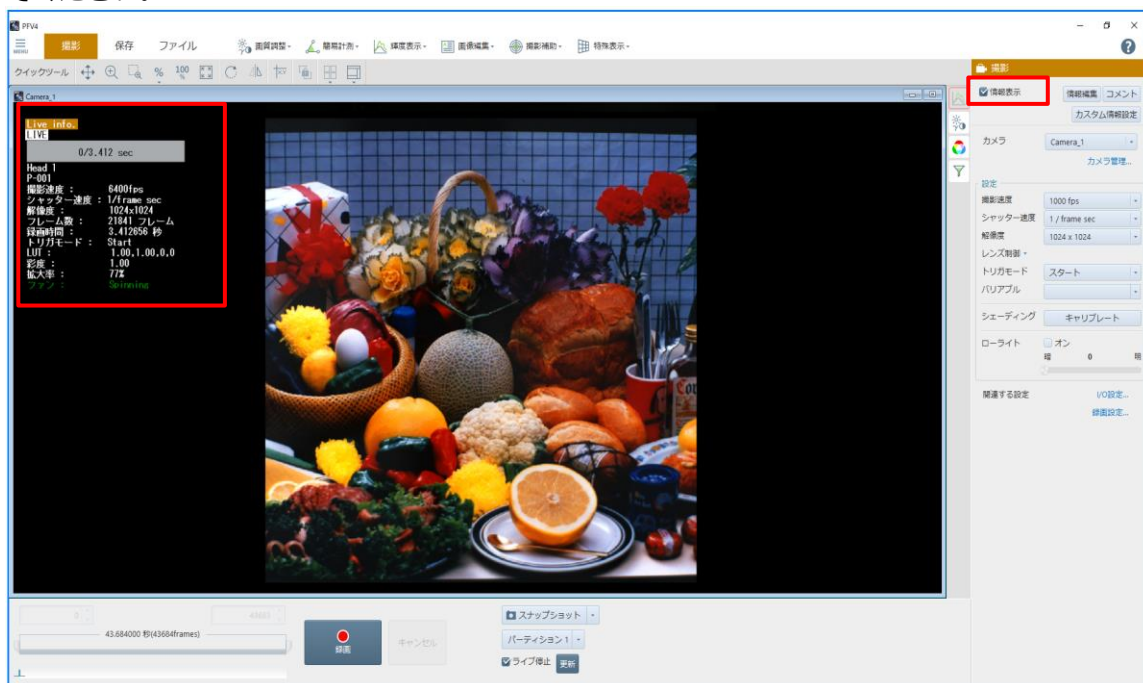 PFV4
MENU 撮影 保存 ファイル 画質調整 簡易計測 輝度表示 画像編集 撮影補助 特殊表示
クイックツール % 100 %
撮影
Camera_1
情報表示 情報編集 コメント
カスタム情報設定
Live info.
LIVE
0/3.412 sec
Head 1
P-001
撮影速度 : 6400fps
シャッター速度 : 1/frame sec
解像度 : 1024x1024
フレーム数 : 21841 フレーム
録画時間 : 3.412656 秒
トリガモード : Start
LUT : 1.00,1.00,0,0
彩度 : 1.00
拡大率 : 77%
ファン : Spinning
カメラ Camera_1
カメラ管理...
設定
撮影速度 1000 fps
シャッター速度 1 / frame sec
解像度 1024 x 1024
レンズ制御
トリガモード スタート
バリアブル
シェーディング キャリブレート
ローライト オン
暗 0 明
関連する設定 I/O設定...
録画設定...
0 43683
43.684000 秒(43684frames)
録画
キャンセル
スナップショット
パーティション 1
ライブ停止 更新